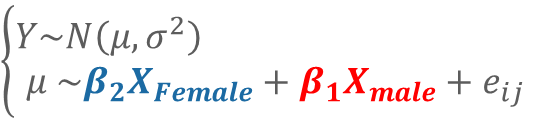 Y~N(μ, σ²)
μ ~β₂X_Female + β₁X_male + e_ij